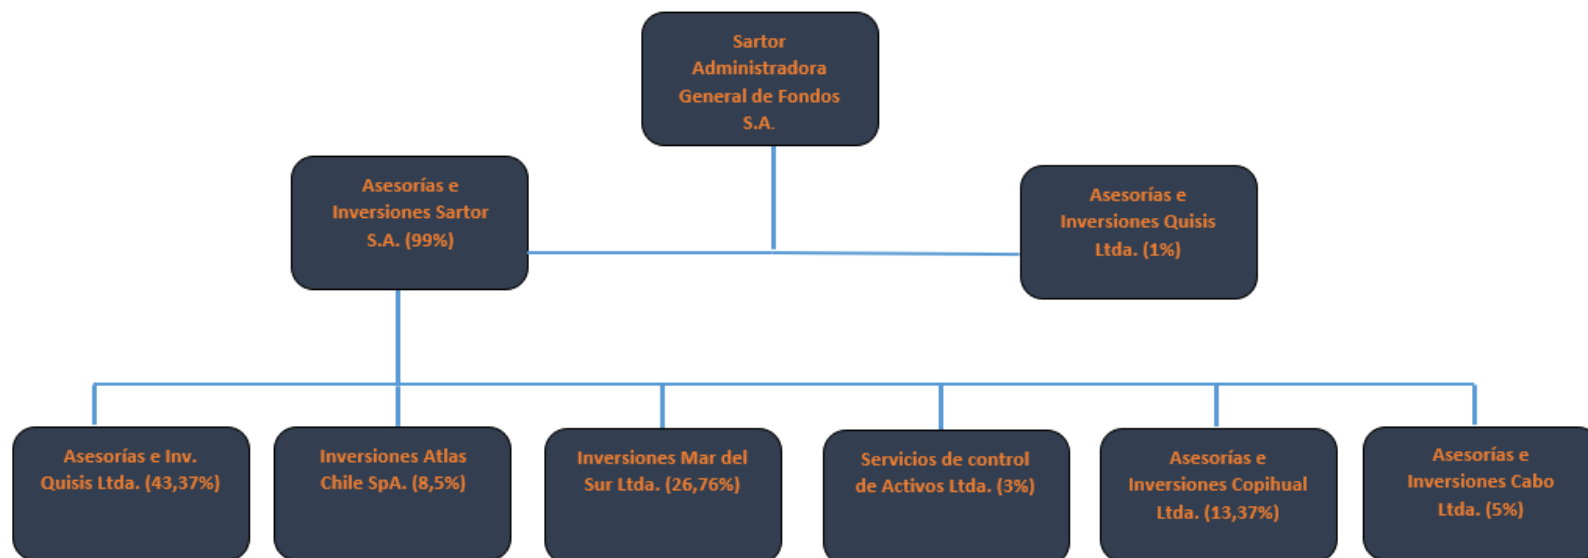 Sartor
Administradora
General de Fondos
S.A.
Asesorías e
Inversiones Sartor
S.A. (99%)
Asesorías e
Inversiones Quisis
Ltda. (1%)
Asesorías e Inv.
Quisis Ltda. (43,37%)
Inversiones Atlas
Chile SpA. (8,5%)
Inversiones Mar del
Sur Ltda. (26,76%)
Servicios de control
de Activos Ltda. (3%)
Asesorías e
Inversiones Copihual
Ltda. (13,37%)
Asesorías e
Inversiones Cabo
Ltda. (5%)